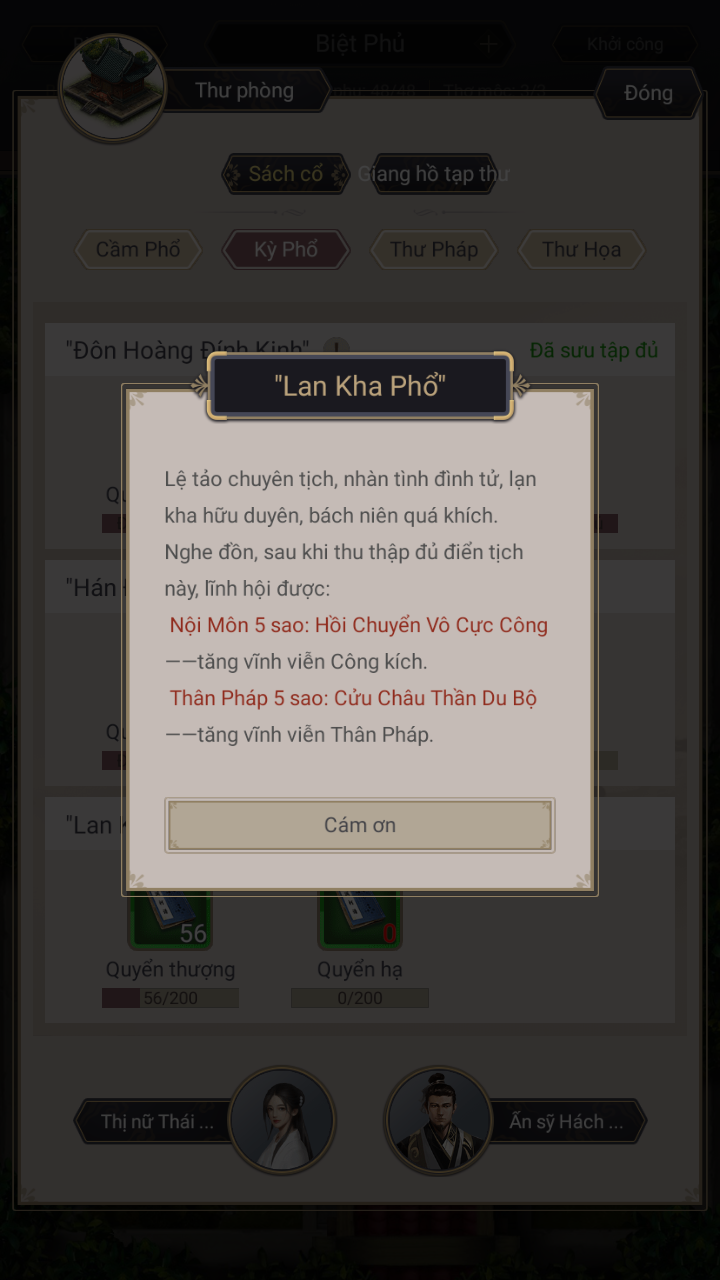 Biệt Phủ
Khởi công
Thư phòng
Đóng
Sách cổ
Giang hồ tạp thư
Cầm Phổ
Kỳ Phổ
Thư Pháp
Thư Họa
"Đôn Hoàng Đính Kinh"
Đã sưu tập đủ
"Lan Kha Phổ"
Lệ tảo chuyên tịch, nhàn tình đình tử, lạn
kha hữu duyên, bách niên quá khích.
Nghe đồn, sau khi thu thập đủ điển tịch
này, lĩnh hội được:
Nội Môn 5 sao: Hồi Chuyển Vô Cực Công
——tăng vĩnh viễn Công kích.
Thân Pháp 5 sao: Cửu Châu Thần Du Bộ
——tăng vĩnh viễn Thân Pháp.
Cám ơn
"Hán
"Lan
56
0
Quyển thượng
Quyển hạ
56/200
0/200
Thị nữ Thái ...
Ẩn sỹ Hách ...